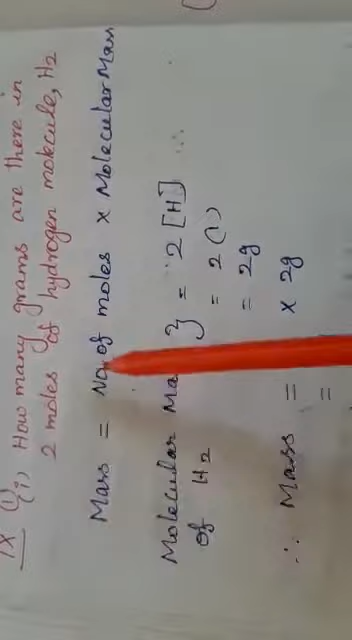 IX (i) (i) How many grams are there in
2 moles of hydrogen molecule, H2
Mass = No of moles x Molecular Mass
Molecular Ma } = 2 [H]
of H2 = 2 (1)
= 2g
∴ Mass = x 2g
=